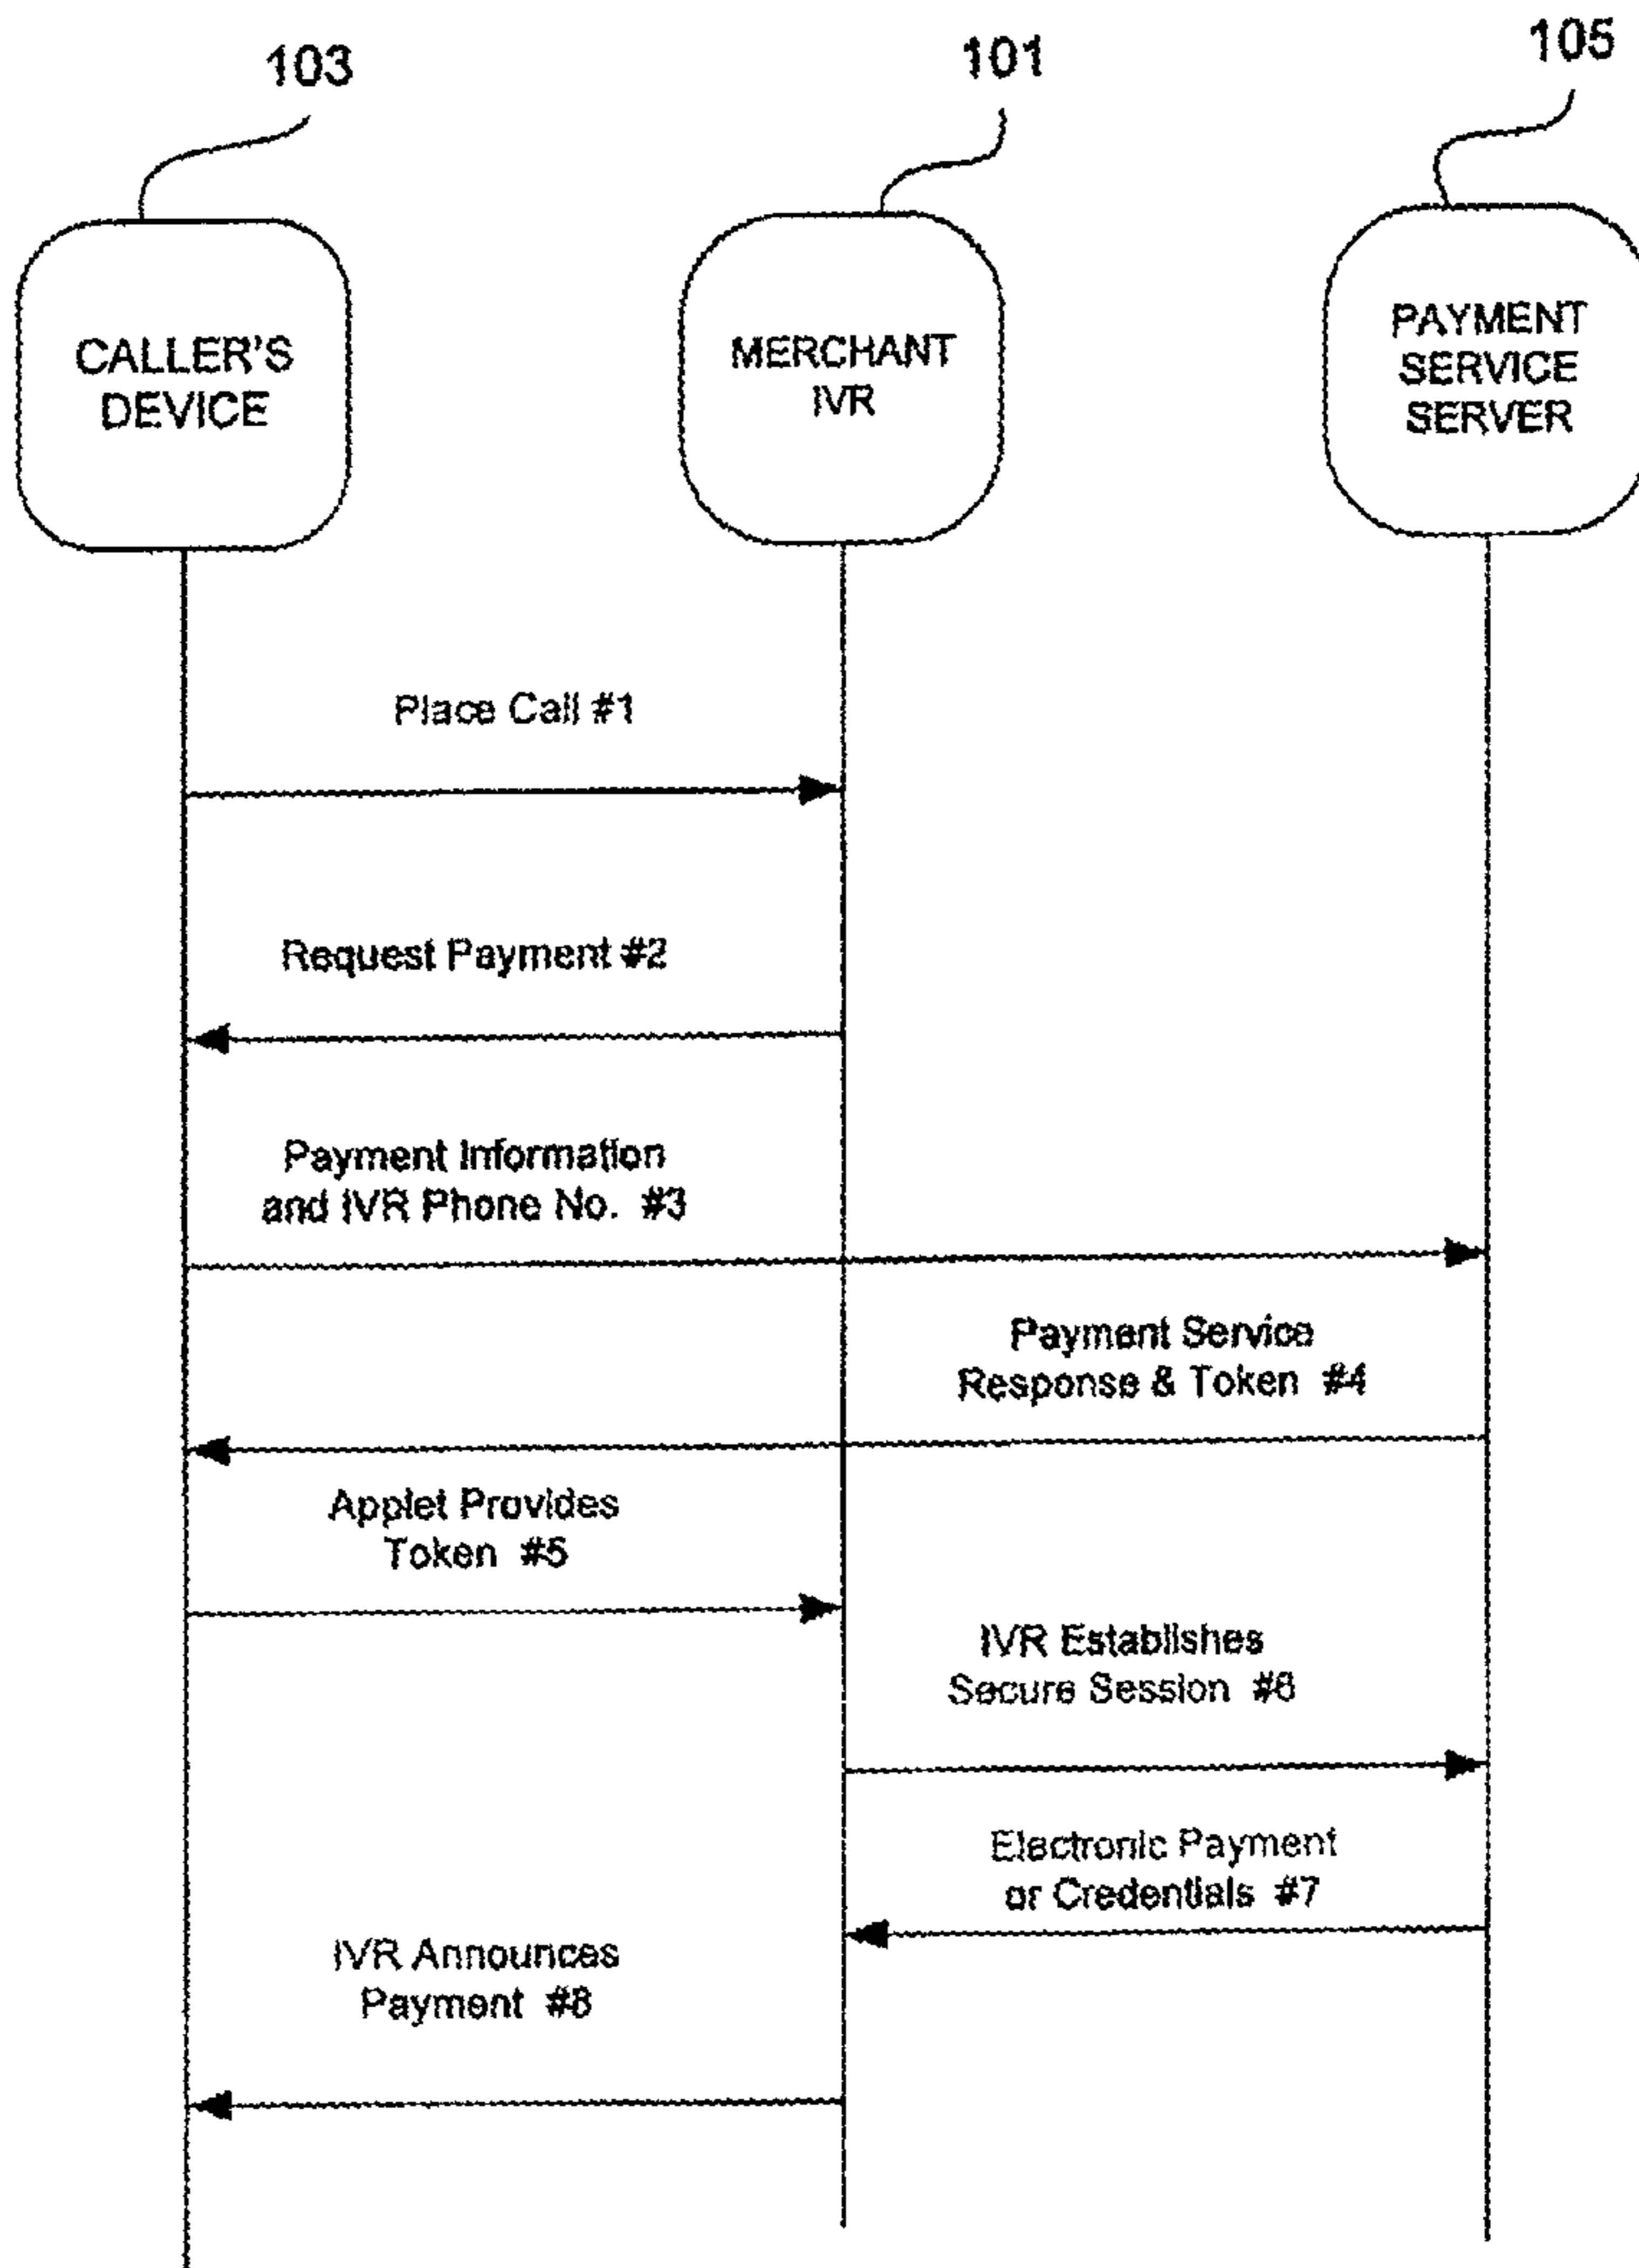 103
101
105
CALLER'S
DEVICE
MERCHANT
IVR
PAYMENT
SERVICE
SERVER
Place Call #1
Request Payment #2
Payment Information
and IVR Phone No. #3
Payment Service
Response & Token #4
Applet Provides
Token #5
IVR Establishes
Secure Session #6
Electronic Payment
or Credentials #7
IVR Announces
Payment #8